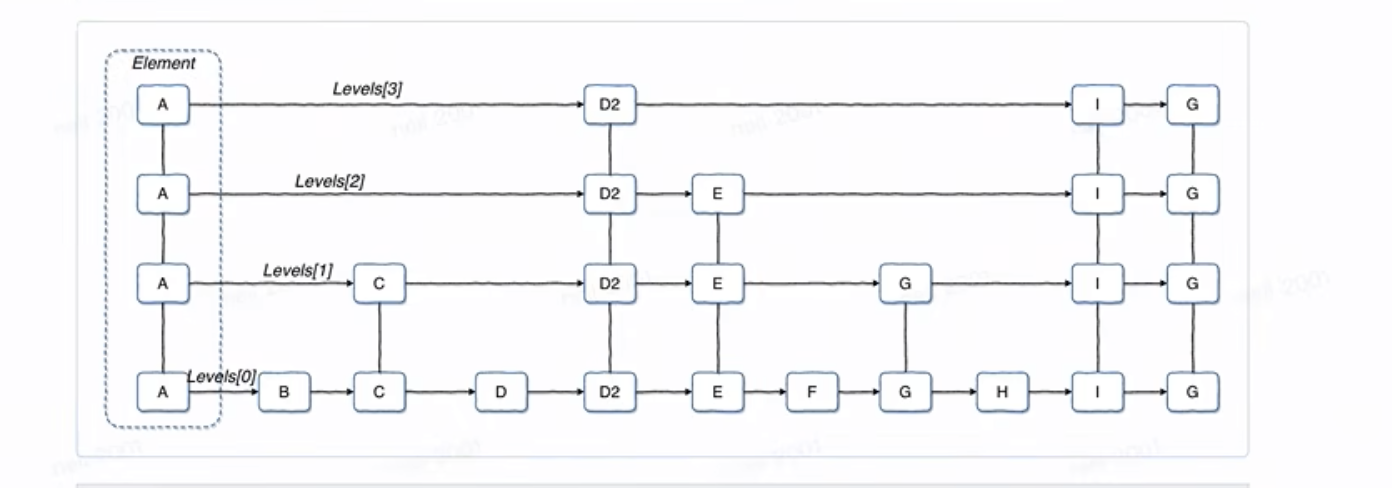 Element
A Levels[3] D2 I G
A Levels[2] D2 E I G
A Levels[1] C D2 E G I G
A Levels[0] B C D D2 E F G H I G